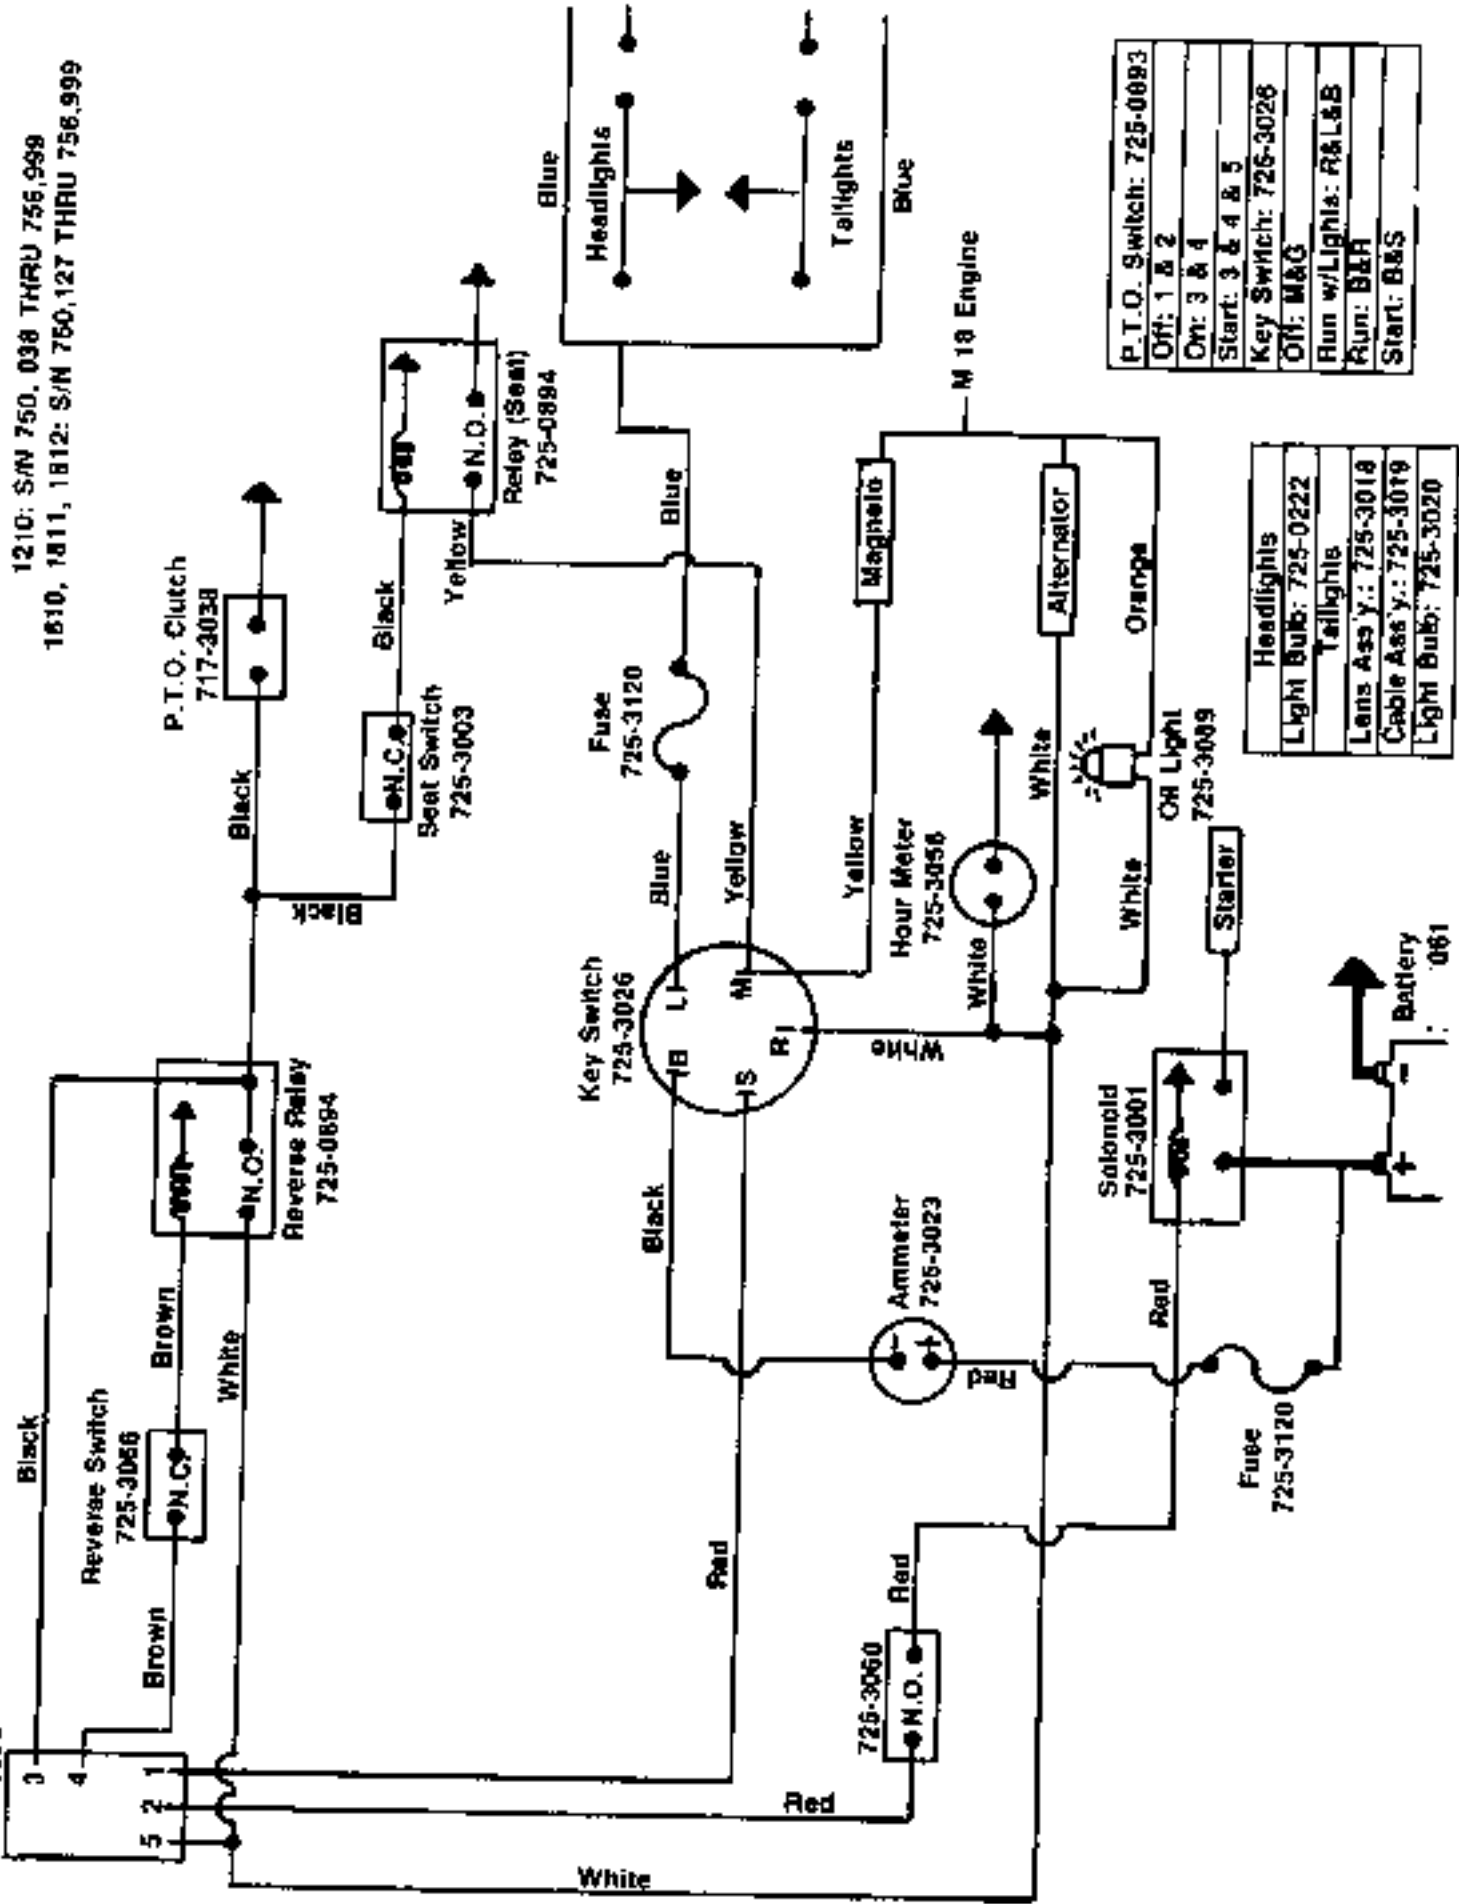 1210: S/N 750, 038 THRU 756,999
1810, 1811, 1812: S/N 750,127 THRU 756,999
P.T.O. Clutch
717-3038
Black
Black
Black
Seat Switch
725-3003
N.C.
Black
Yellow
N.O.
Relay (Seat)
725-0894
Black
Reverse Switch
725-3066
N.C.
Brown
Brown
White
N.O.
Reverse Relay
725-0894
3
4
1
2
5
Red
Red
White
Key Switch
725-3026
B
L
S
M
R
Black
Blue
Fuse
725-3120
Blue
Yellow
Yellow
White
Blue
Headlights
Taillights
Blue
Magneto
M 18 Engine
Alternator
Orange
Hour Meter
725-3056
White
White
White
Oil Light
725-3089
Ammeter
725-3023
-
+
Red
725-3060
N.O.
Red
Red
Solonoid
725-3001
Starter
Fuse
725-3120
+
-
Battery
061
P.T.O. Switch: 725-0893
Off: 1 & 2
On: 3 & 4
Start: 3 & 4 & 5
Key Switch: 725-3026
Off: M&G
Run w/Lights: R&L&B
Run: B&R
Start: B&S
Headlights
Light Bulb: 725-0222
Taillights
Lens Ass'y.: 725-3018
Cable Ass'y.: 725-3019
Light Bulb: 725-3020